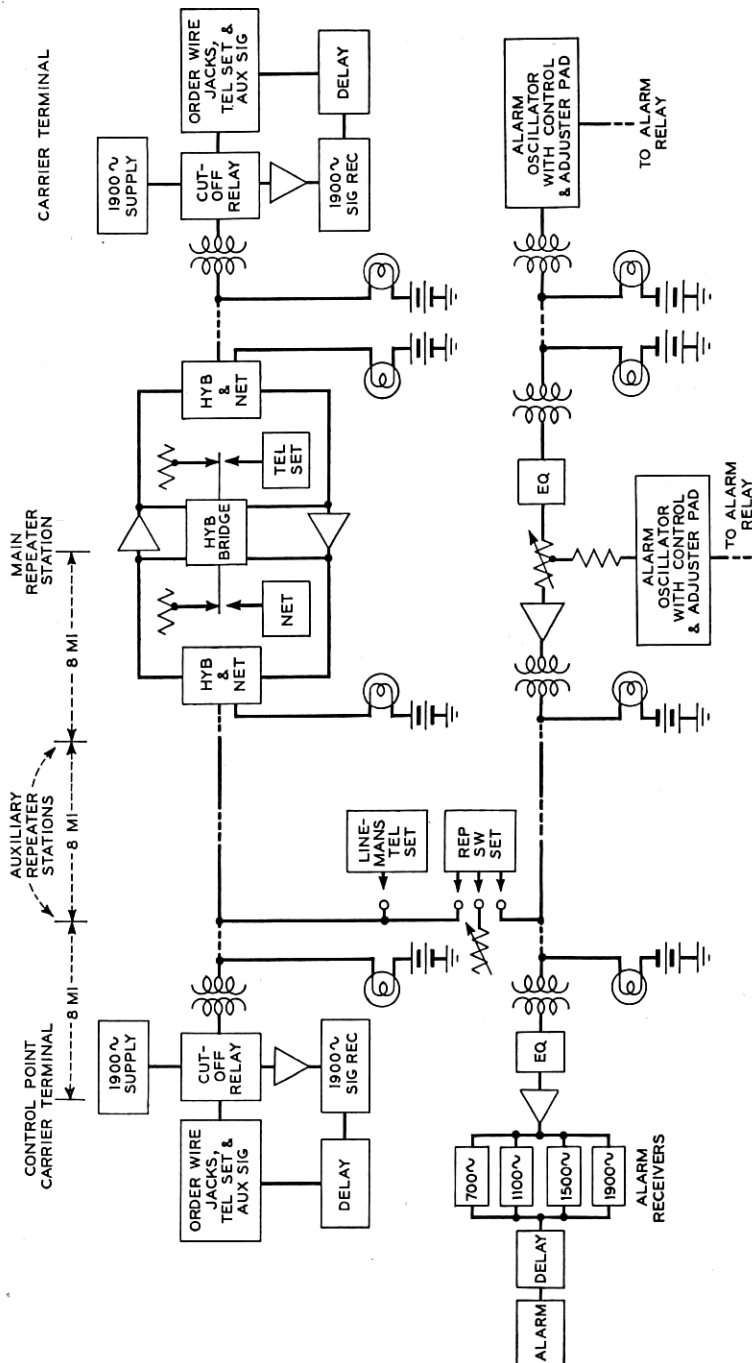 CONTROL POINT
CARRIER TERMINAL
AUXILIARY
REPEATER
STATIONS
MAIN
REPEATER
STATION
CARRIER TERMINAL
8 MI
8 MI
8 MI
1900~
SUPPLY
ORDER WIRE
JACKS,
TEL SET &
AUX SIG
CUT-
OFF
RELAY
DELAY
1900~
SIG REC
HYB
&
NET
NET
HYB
BRIDGE
TEL
SET
HYB
&
NET
1900~
SUPPLY
CUT-
OFF
RELAY
ORDER WIRE
JACKS,
TEL SET &
AUX SIG
1900~
SIG REC
DELAY
LINE-
MANS
TEL
SET
REP
SW
SET
ALARM
DELAY
700~
1100~
1500~
1900~
ALARM
RECEIVERS
EQ
EQ
ALARM
OSCILLATOR
WITH CONTROL
& ADJUSTER PAD
TO ALARM
RELAY
ALARM
OSCILLATOR
WITH CONTROL
& ADJUSTER PAD
TO ALARM
RELAY